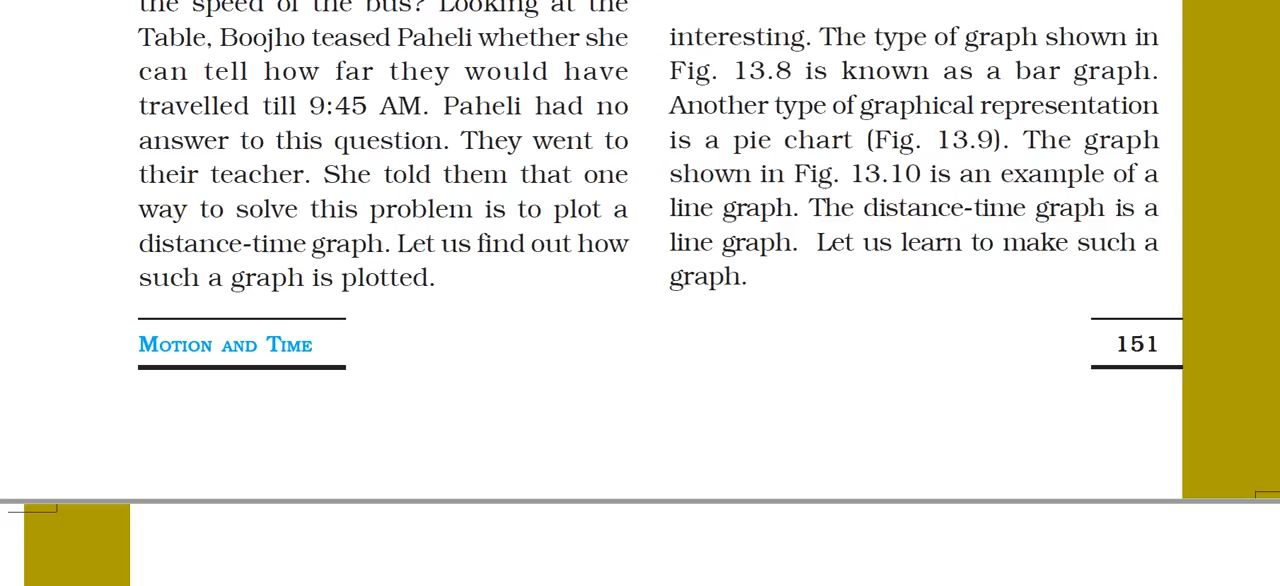 the speed of the bus? Looking at the
Table, Boojho teased Paheli whether she
can tell how far they would have
travelled till 9:45 AM. Paheli had no
answer to this question. They went to
their teacher. She told them that one
way to solve this problem is to plot a
distance-time graph. Let us find out how
such a graph is plotted.
interesting. The type of graph shown in
Fig. 13.8 is known as a bar graph.
Another type of graphical representation
is a pie chart (Fig. 13.9). The graph
shown in Fig. 13.10 is an example of a
line graph. The distance-time graph is a
line graph. Let us learn to make such a
graph.
MOTION AND TIME
151